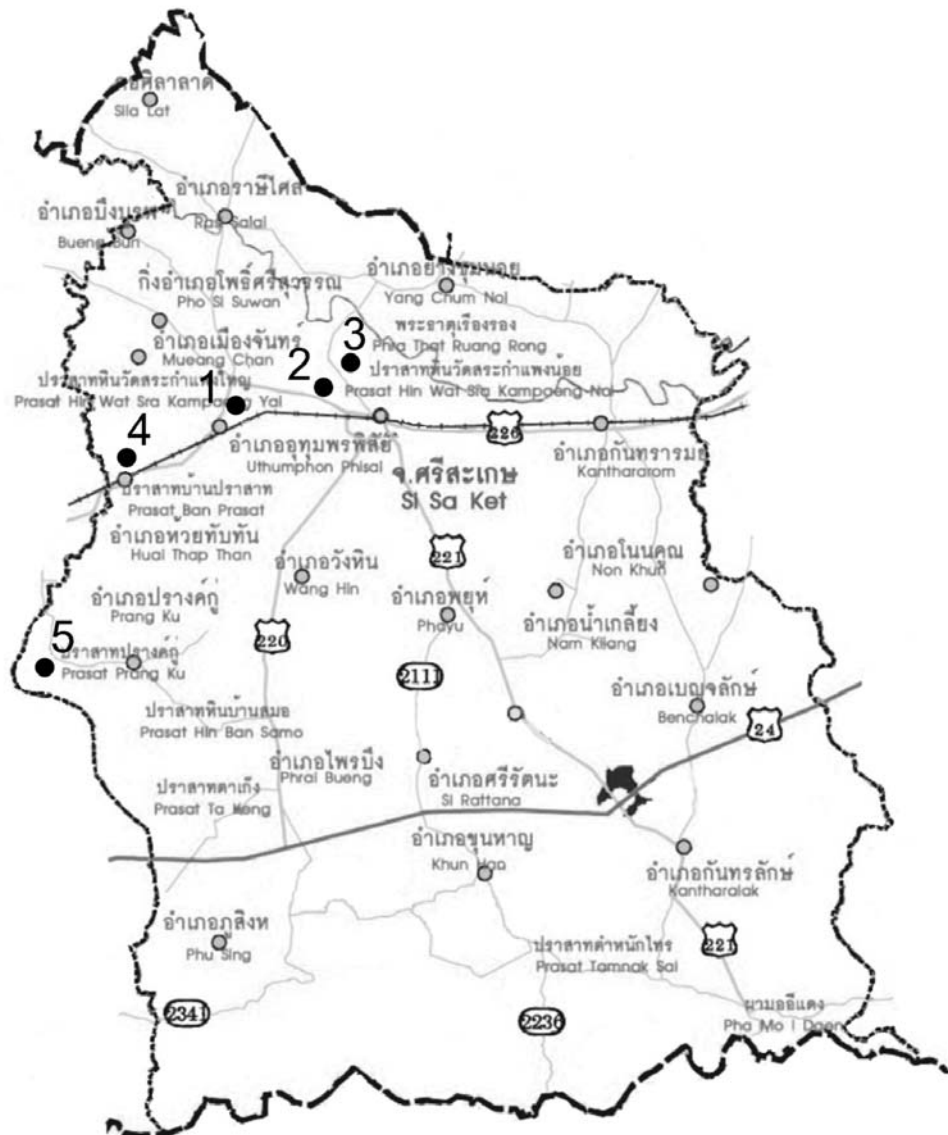 อำเภอศิลาลาด
Sila Lat
อำเภอราษีไศล
Rasi Salai
อำเภอบึงบูรพ์
Bueng Bun
กิ่งอำเภอโพธิ์ศรีสุวรรณ
Pho Si Suwan
อำเภอยางชุมน้อย
Yang Chum Noi
อำเภอเมืองจันทร์
Mueang Chan
พระธาตุเรืองรอง
Phra That Ruang Rong
3
2
ปราสาทหินวัดสระกำแพงน้อย
Prasat Hin Wat Sra Kampaeng Noi
ปราสาทหินวัดสระกำแพงใหญ่
Prasat Hin Wat Sra Kampaeng Yai
1
4
226
อำเภออุทุมพรพิสัย
Uthumphon Phisai
อำเภอกันทรารมย์
Kanthararom
จ.ศรีสะเกษ
Si Sa Ket
ปราสาทบ้านปราสาท
Prasat Ban Prasat
อำเภอห้วยทับทัน
Huai Thap Than
อำเภอวังหิน
Wang Hin
221
อำเภอโนนคูณ
Non Khun
อำเภอปรางค์กู่
Prang Ku
อำเภอพยุห์
Phayu
อำเภอน้ำเกลี้ยง
Nam Kliang
220
5
ปราสาทปรางค์กู่
Prasat Prang Ku
2111
อำเภอเบญจลักษ์
Benchalak
24
ปราสาทหินบ้านสมอ
Prasat Hin Ban Samo
อำเภอไพรบึง
Phrai Bueng
อำเภอศรีรัตนะ
Si Rattana
ปราสาทตาเก็ง
Prasat Ta Keng
อำเภอขุนหาญ
Khun Han
อำเภอกันทรลักษ์
Kantharalak
อำเภอภูสิงห์
Phu Sing
ปราสาทตำหนักไทร
Prasat Tamnak Sai
221
2341
2236
ผามออีแดง
Pha Mo I Daen